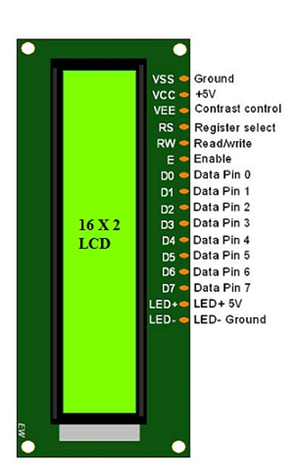 VSS Ground
VCC +5V
VEE Contrast control
RS Register select
RW Read/write
E Enable
D0 Data Pin 0
D1 Data Pin 1
D2 Data Pin 2
D3 Data Pin 3
D4 Data Pin 4
D5 Data Pin 5
D6 Data Pin 6
D7 Data Pin 7
LED+ LED+ 5V
LED- LED- Ground
16 X 2
LCD
EW